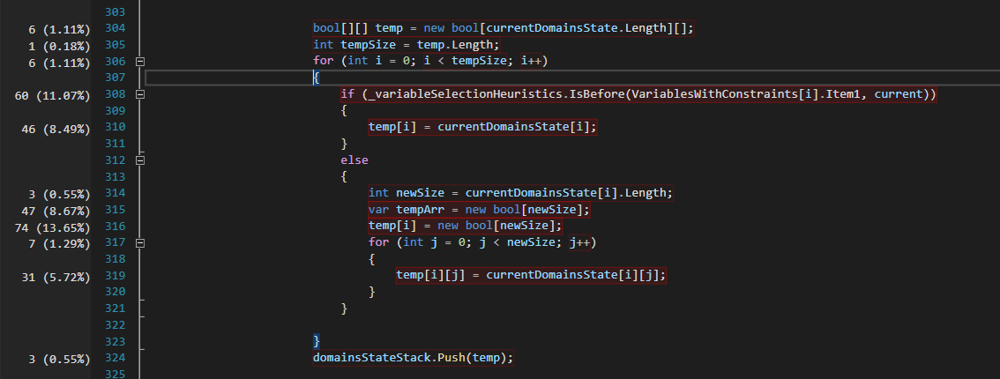 303
6 (1.11%) 304 bool[][] temp = new bool[currentDomainsState.Length][];
1 (0.18%) 305 int tempSize = temp.Length;
6 (1.11%) 306 for (int i = 0; i < tempSize; i++)
307 {
60 (11.07%) 308 if (_variableSelectionHeuristics.IsBefore(VariablesWithConstraints[i].Item1, current))
309 {
46 (8.49%) 310 temp[i] = currentDomainsState[i];
311 }
312 else
313 {
3 (0.55%) 314 int newSize = currentDomainsState[i].Length;
47 (8.67%) 315 var tempArr = new bool[newSize];
74 (13.65%) 316 temp[i] = new bool[newSize];
7 (1.29%) 317 for (int j = 0; j < newSize; j++)
318 {
31 (5.72%) 319 temp[i][j] = currentDomainsState[i][j];
320 }
321 }
322
323 }
3 (0.55%) 324 domainsStateStack.Push(temp);
325